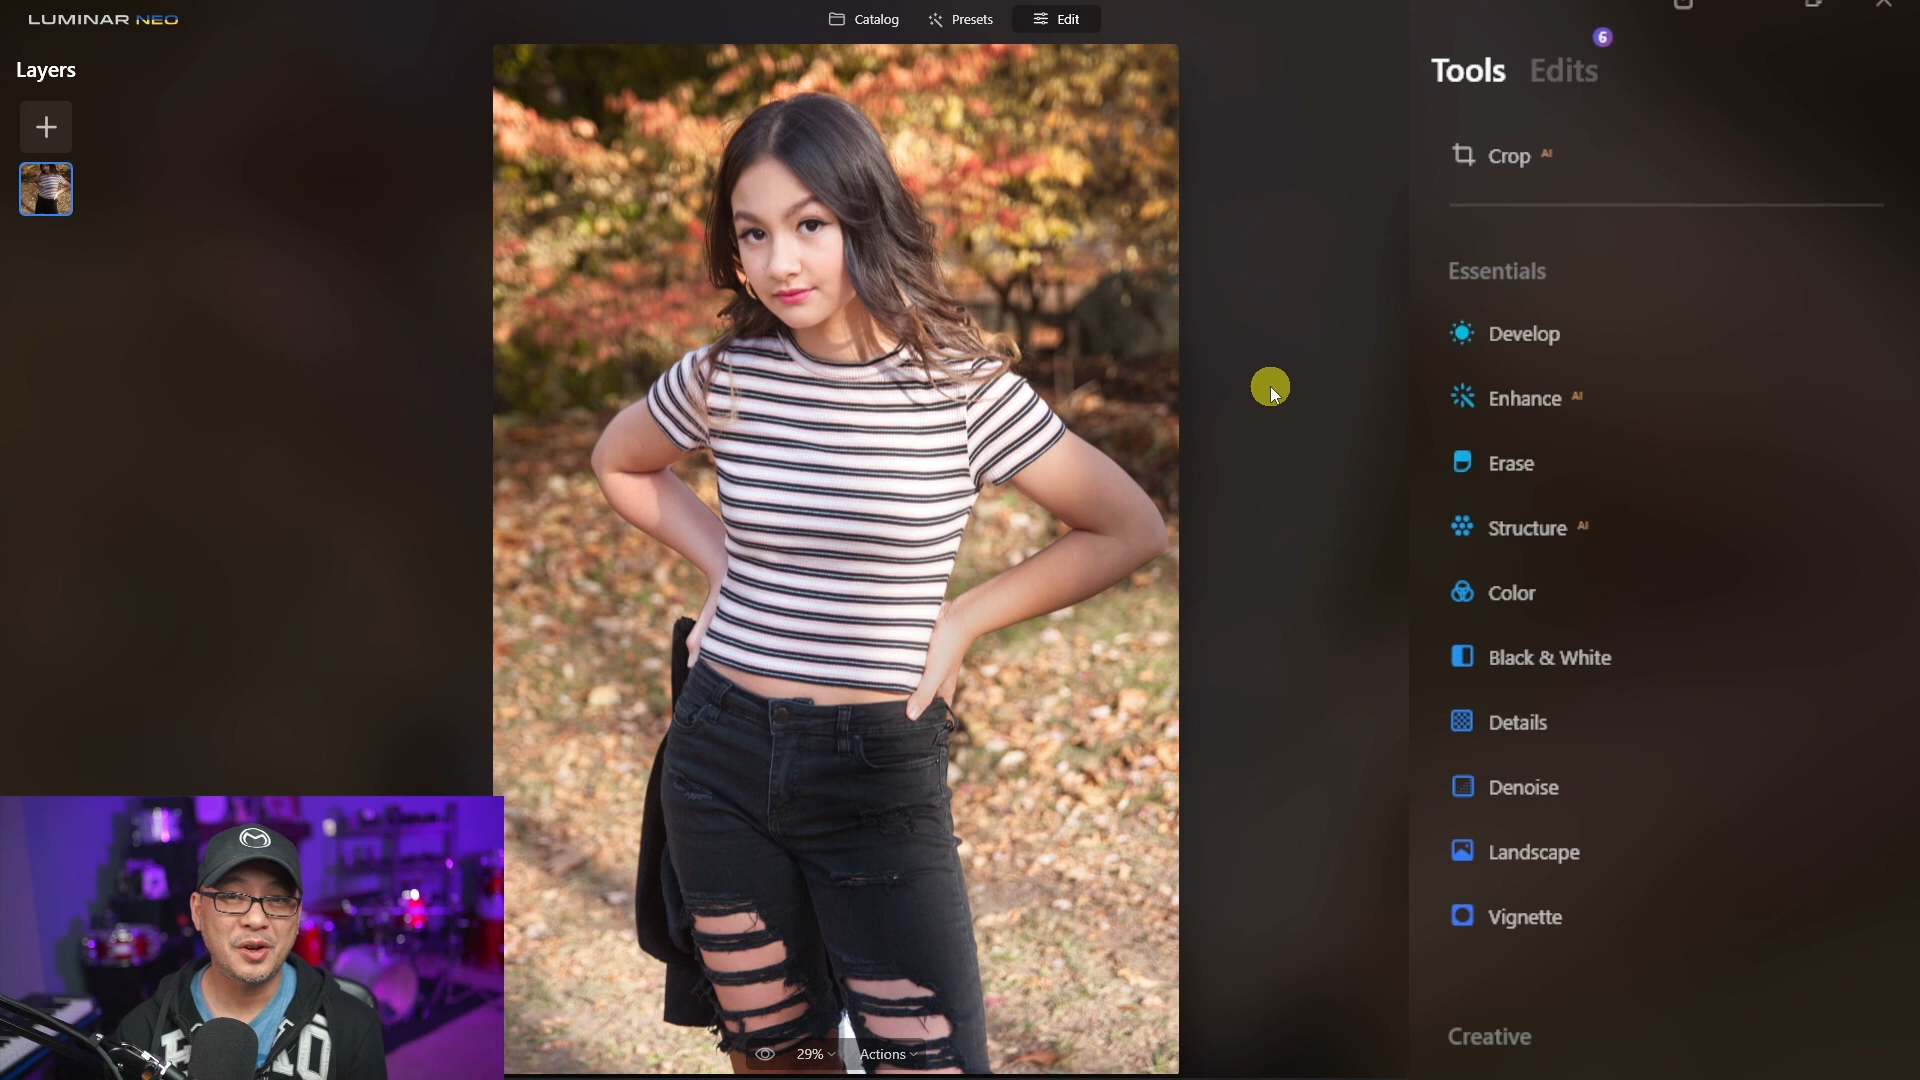 LUMINAR NEO
Catalog
Presets
Edit
Layers
Tools
Edits
6
Crop AI
Essentials
Develop
Enhance AI
Erase
Structure AI
Color
Black & White
Details
Denoise
Landscape
Vignette
Creative
29%
Actions